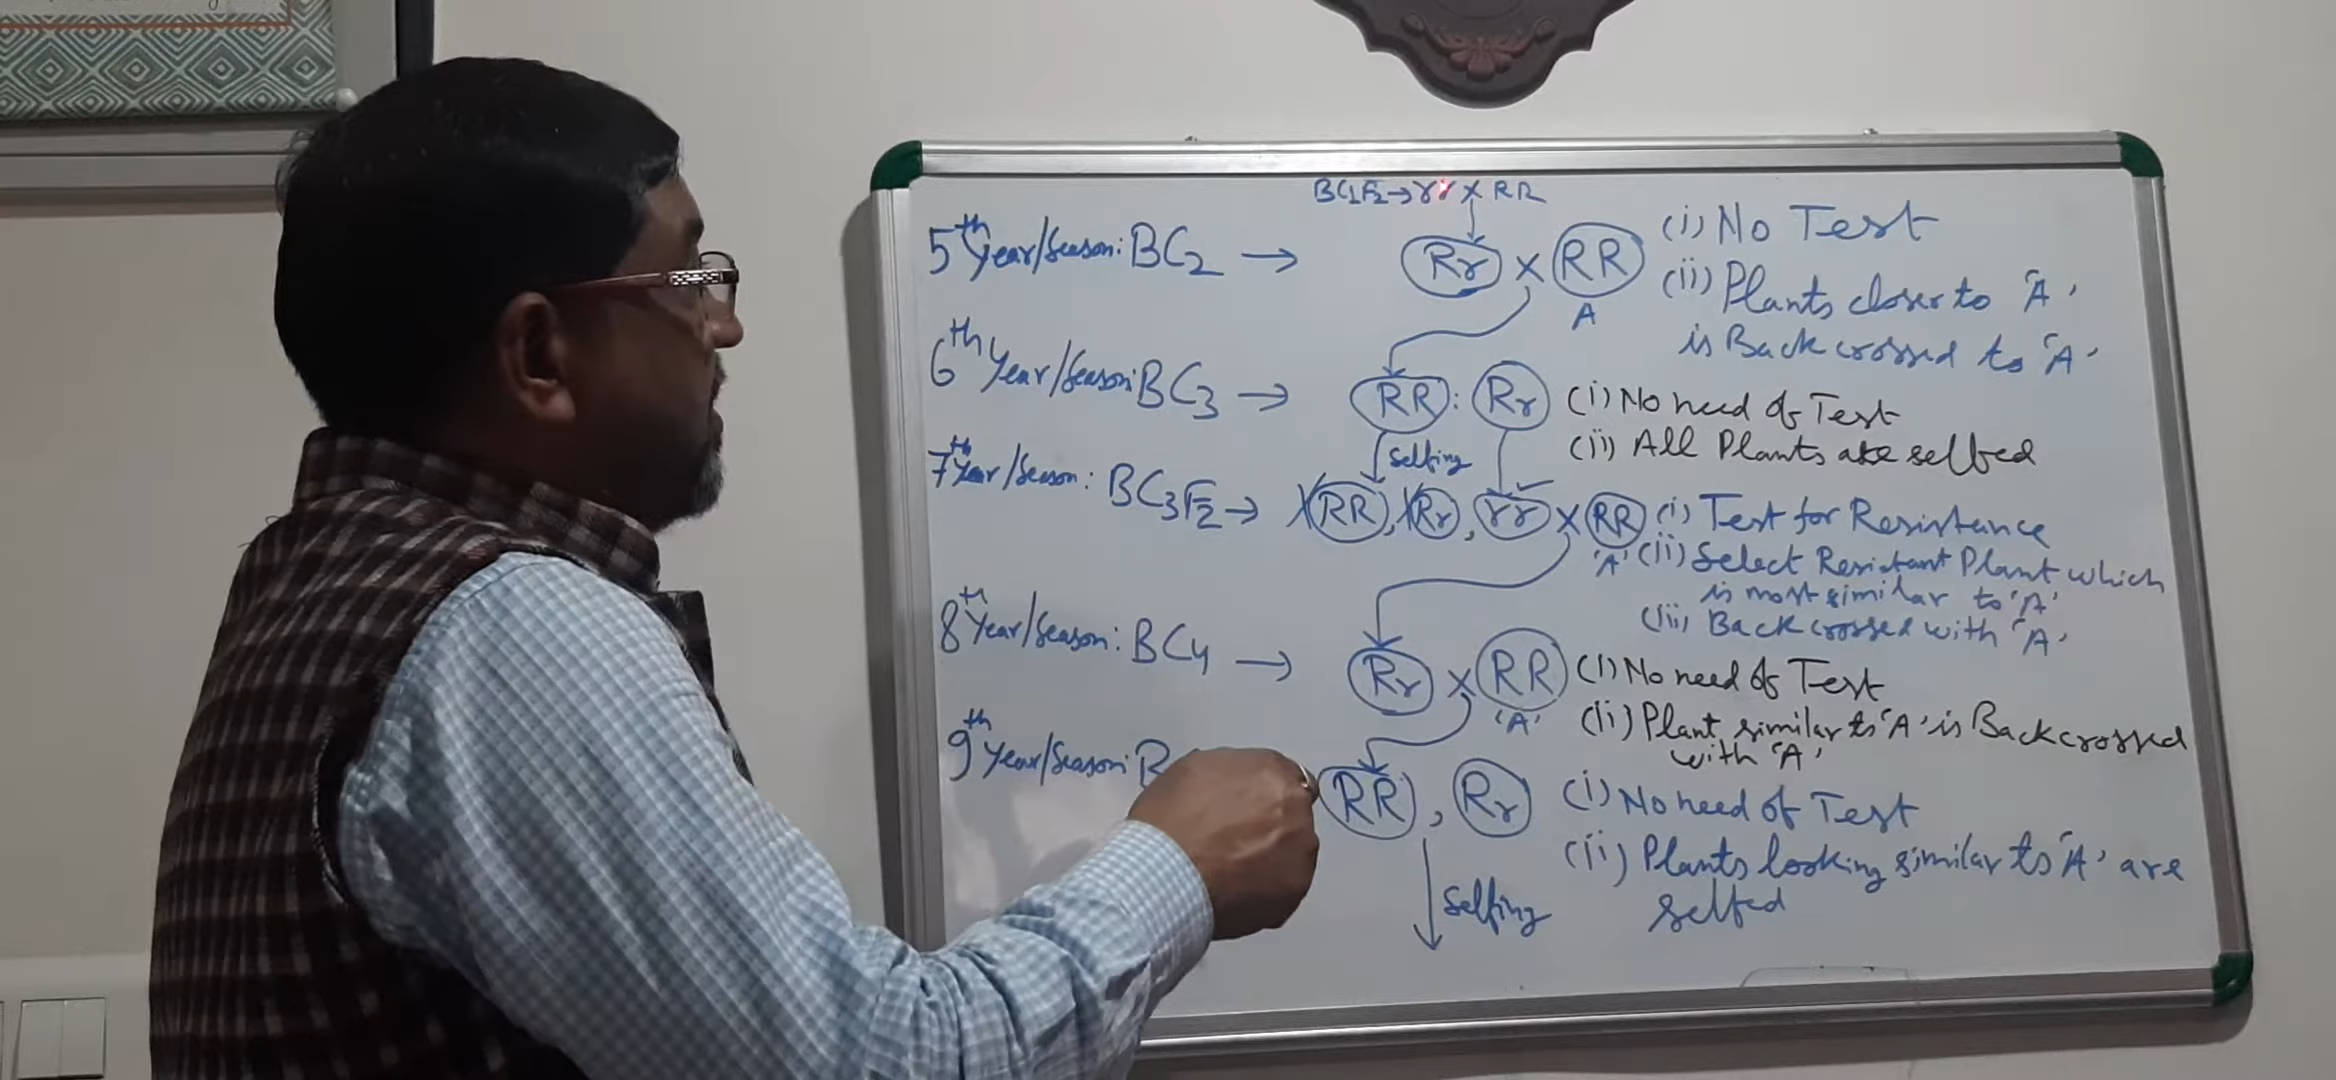 BC1F2→ rr × RR
5th Year/Season: BC2 → Rr × RR (i) No Test
A
(ii) Plants closer to 'A'
is Back crossed to 'A'
6th Year/Season: BC3 → RR : Rr (i) No need of Test
(ii) All Plants are selfed
Selfing
7th Year/Season: BC3F2 → RR, Rr, rr × RR (i) Test for Resistance
'A' (ii) Select Resistant Plant which
is most similar to 'A'
(iii) Back crossed with 'A'
8th Year/Season: BC4 → Rr × RR (i) No need of Test
'A' (ii) Plant similar to 'A' is Backcrossed
with 'A'
9th Year/Season: B RR, Rr (i) No need of Test
(ii) Plants looking similar to 'A' are
selfed
Selfing